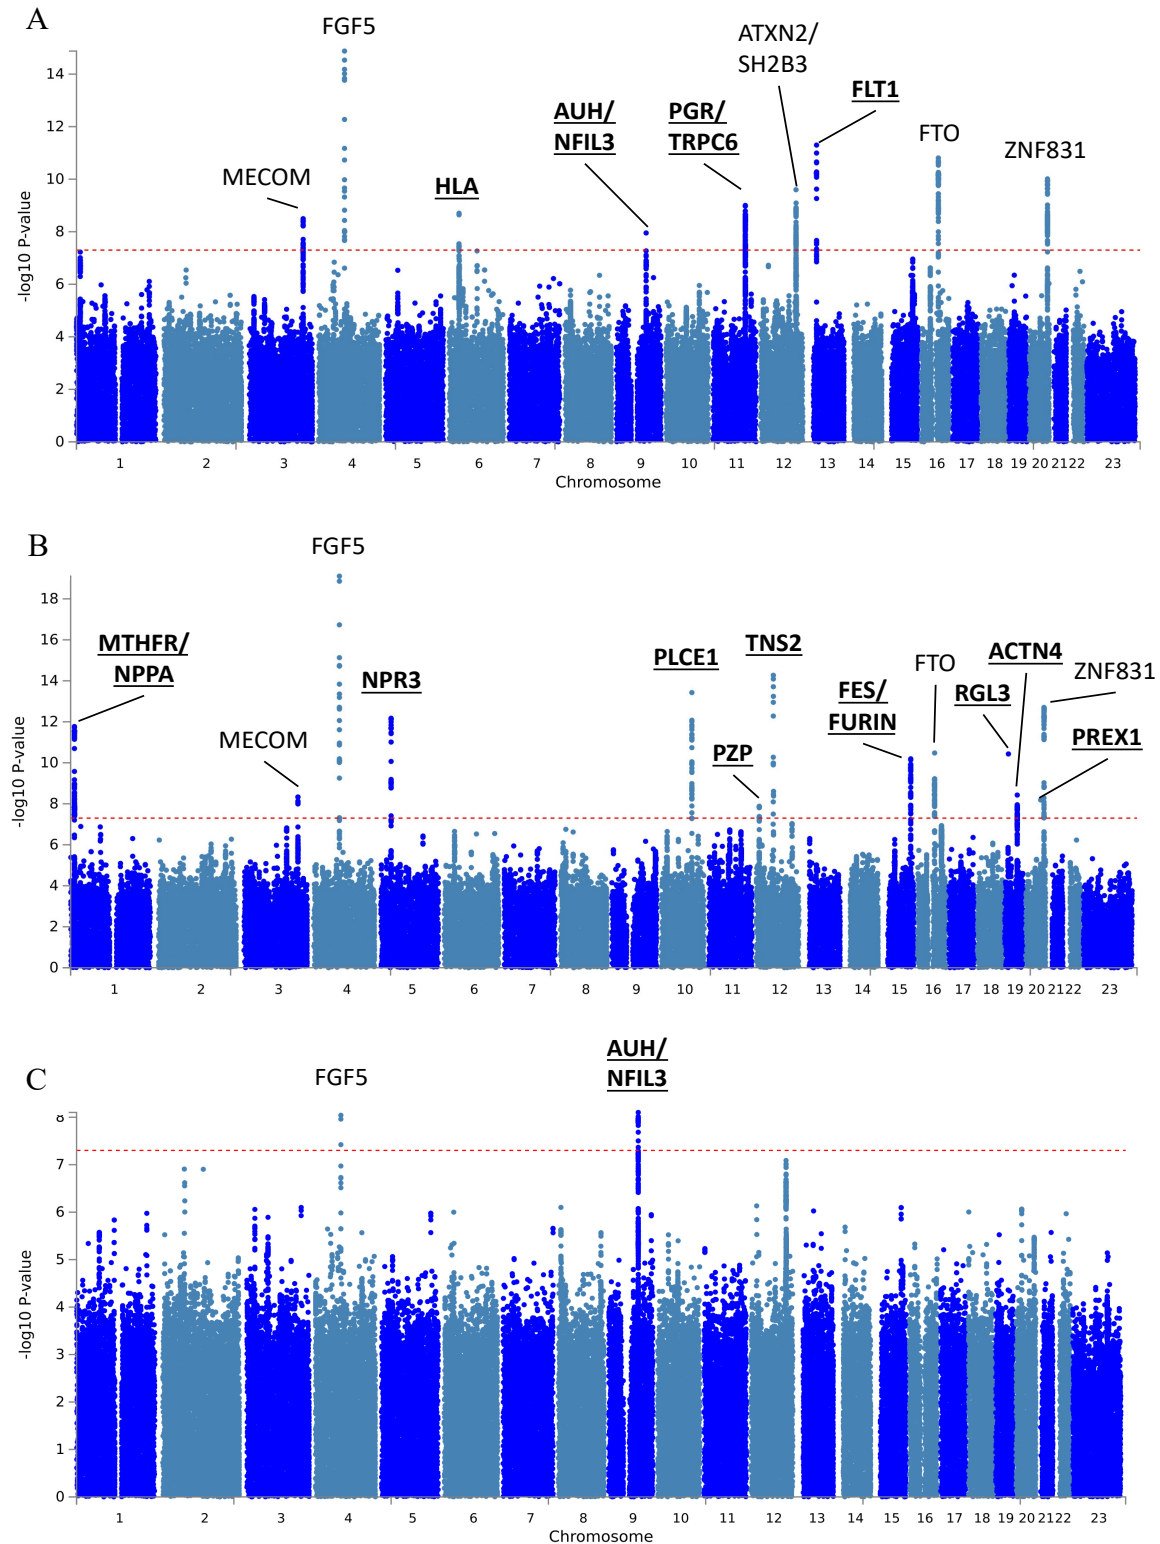 A
FGF5
ATXN2/
SH2B3
FLT1
AUH/
NFIL3
PGR/
TRPC6
FTO
ZNF831
MECOM
HLA
14
12
10
8
6
4
2
0
-log10 P-value
1 2 3 4 5 6 7 8 9 10 11 12 13 14 15 16 17 18 19 20 21 22 23
Chromosome
B
FGF5
MTHFR/
NPPA
MECOM
NPR3
PLCE1
TNS2
PZP
FES/
FURIN
FTO
RGL3
ACTN4
ZNF831
PREX1
18
16
14
12
10
8
6
4
2
0
-log10 P-value
1 2 3 4 5 6 7 8 9 10 11 12 13 14 15 16 17 18 19 20 21 22 23
C
FGF5
AUH/
NFIL3
8
7
6
5
4
3
2
1
0
-log10 P-value
1 2 3 4 5 6 7 8 9 10 11 12 13 14 15 16 17 18 19 20 21 22 23
Chromosome